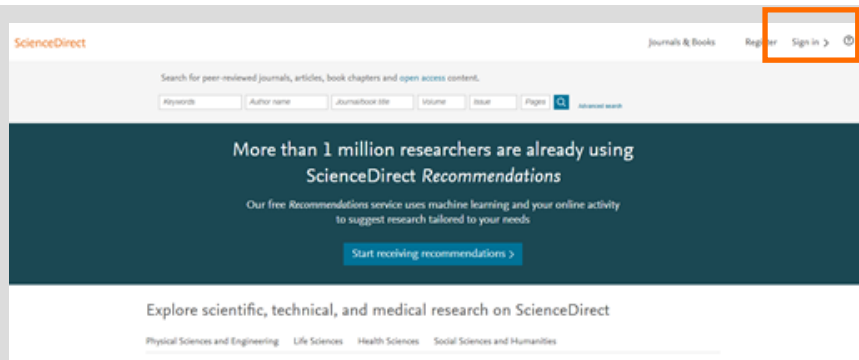 ScienceDirect
Journals & Books
Register
Sign in >
?
Search for peer-reviewed journals, articles, book chapters and open access content.
Keywords
Author name
Journal/book title
Volume
Issue
Pages
Advanced search
More than 1 million researchers are already using
ScienceDirect Recommendations
Our free Recommendations service uses machine learning and your online activity
to suggest research tailored to your needs
Start receiving recommendations >
Explore scientific, technical, and medical research on ScienceDirect
Physical Sciences and Engineering
Life Sciences
Health Sciences
Social Sciences and Humanities